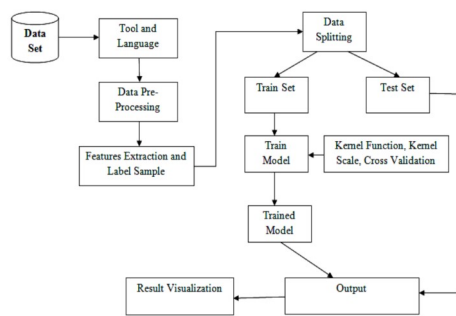 Data
Set
Tool and
Language
Data Pre-
Processing
Features Extraction and
Label Sample
Data
Splitting
Train Set
Test Set
Train
Model
Kernel Function, Kernel
Scale, Cross Validation
Trained
Model
Output
Result Visualization